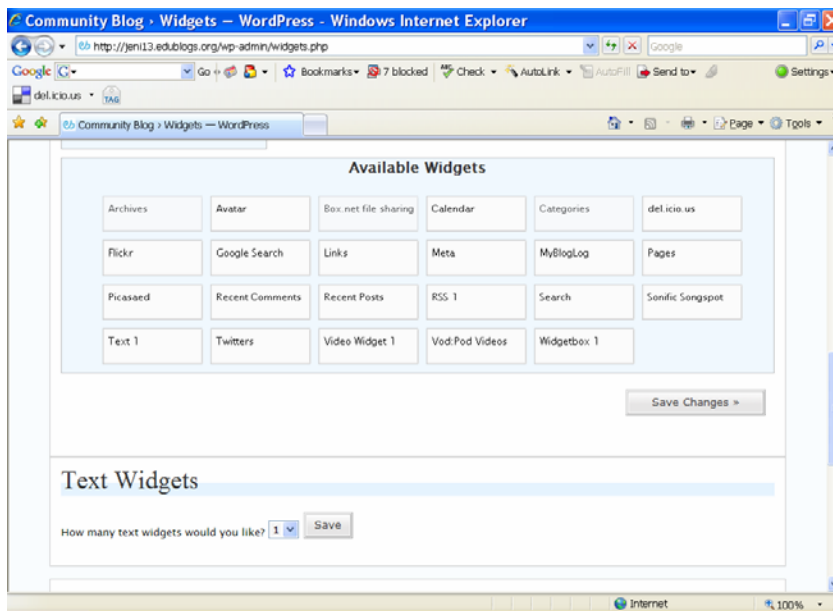 Community Blog › Widgets — WordPress - Windows Internet Explorer
http://jeni13.edublogs.org/wp-admin/widgets.php
Google
Google
Go
Bookmarks
7 blocked
Check
AutoLink
AutoFill
Send to
Settings
del.icio.us
TAG
Community Blog › Widgets — WordPress
Page
Tools
Available Widgets
Archives
Avatar
Box.net file sharing
Calendar
Categories
del.icio.us
Flickr
Google Search
Links
Meta
MyBlogLog
Pages
Picasaed
Recent Comments
Recent Posts
RSS 1
Search
Sonific Songspot
Text 1
Twitters
Video Widget 1
Vod:Pod Videos
Widgetbox 1
Save Changes »
Text Widgets
How many text widgets would you like? 1 Save
Internet
100%